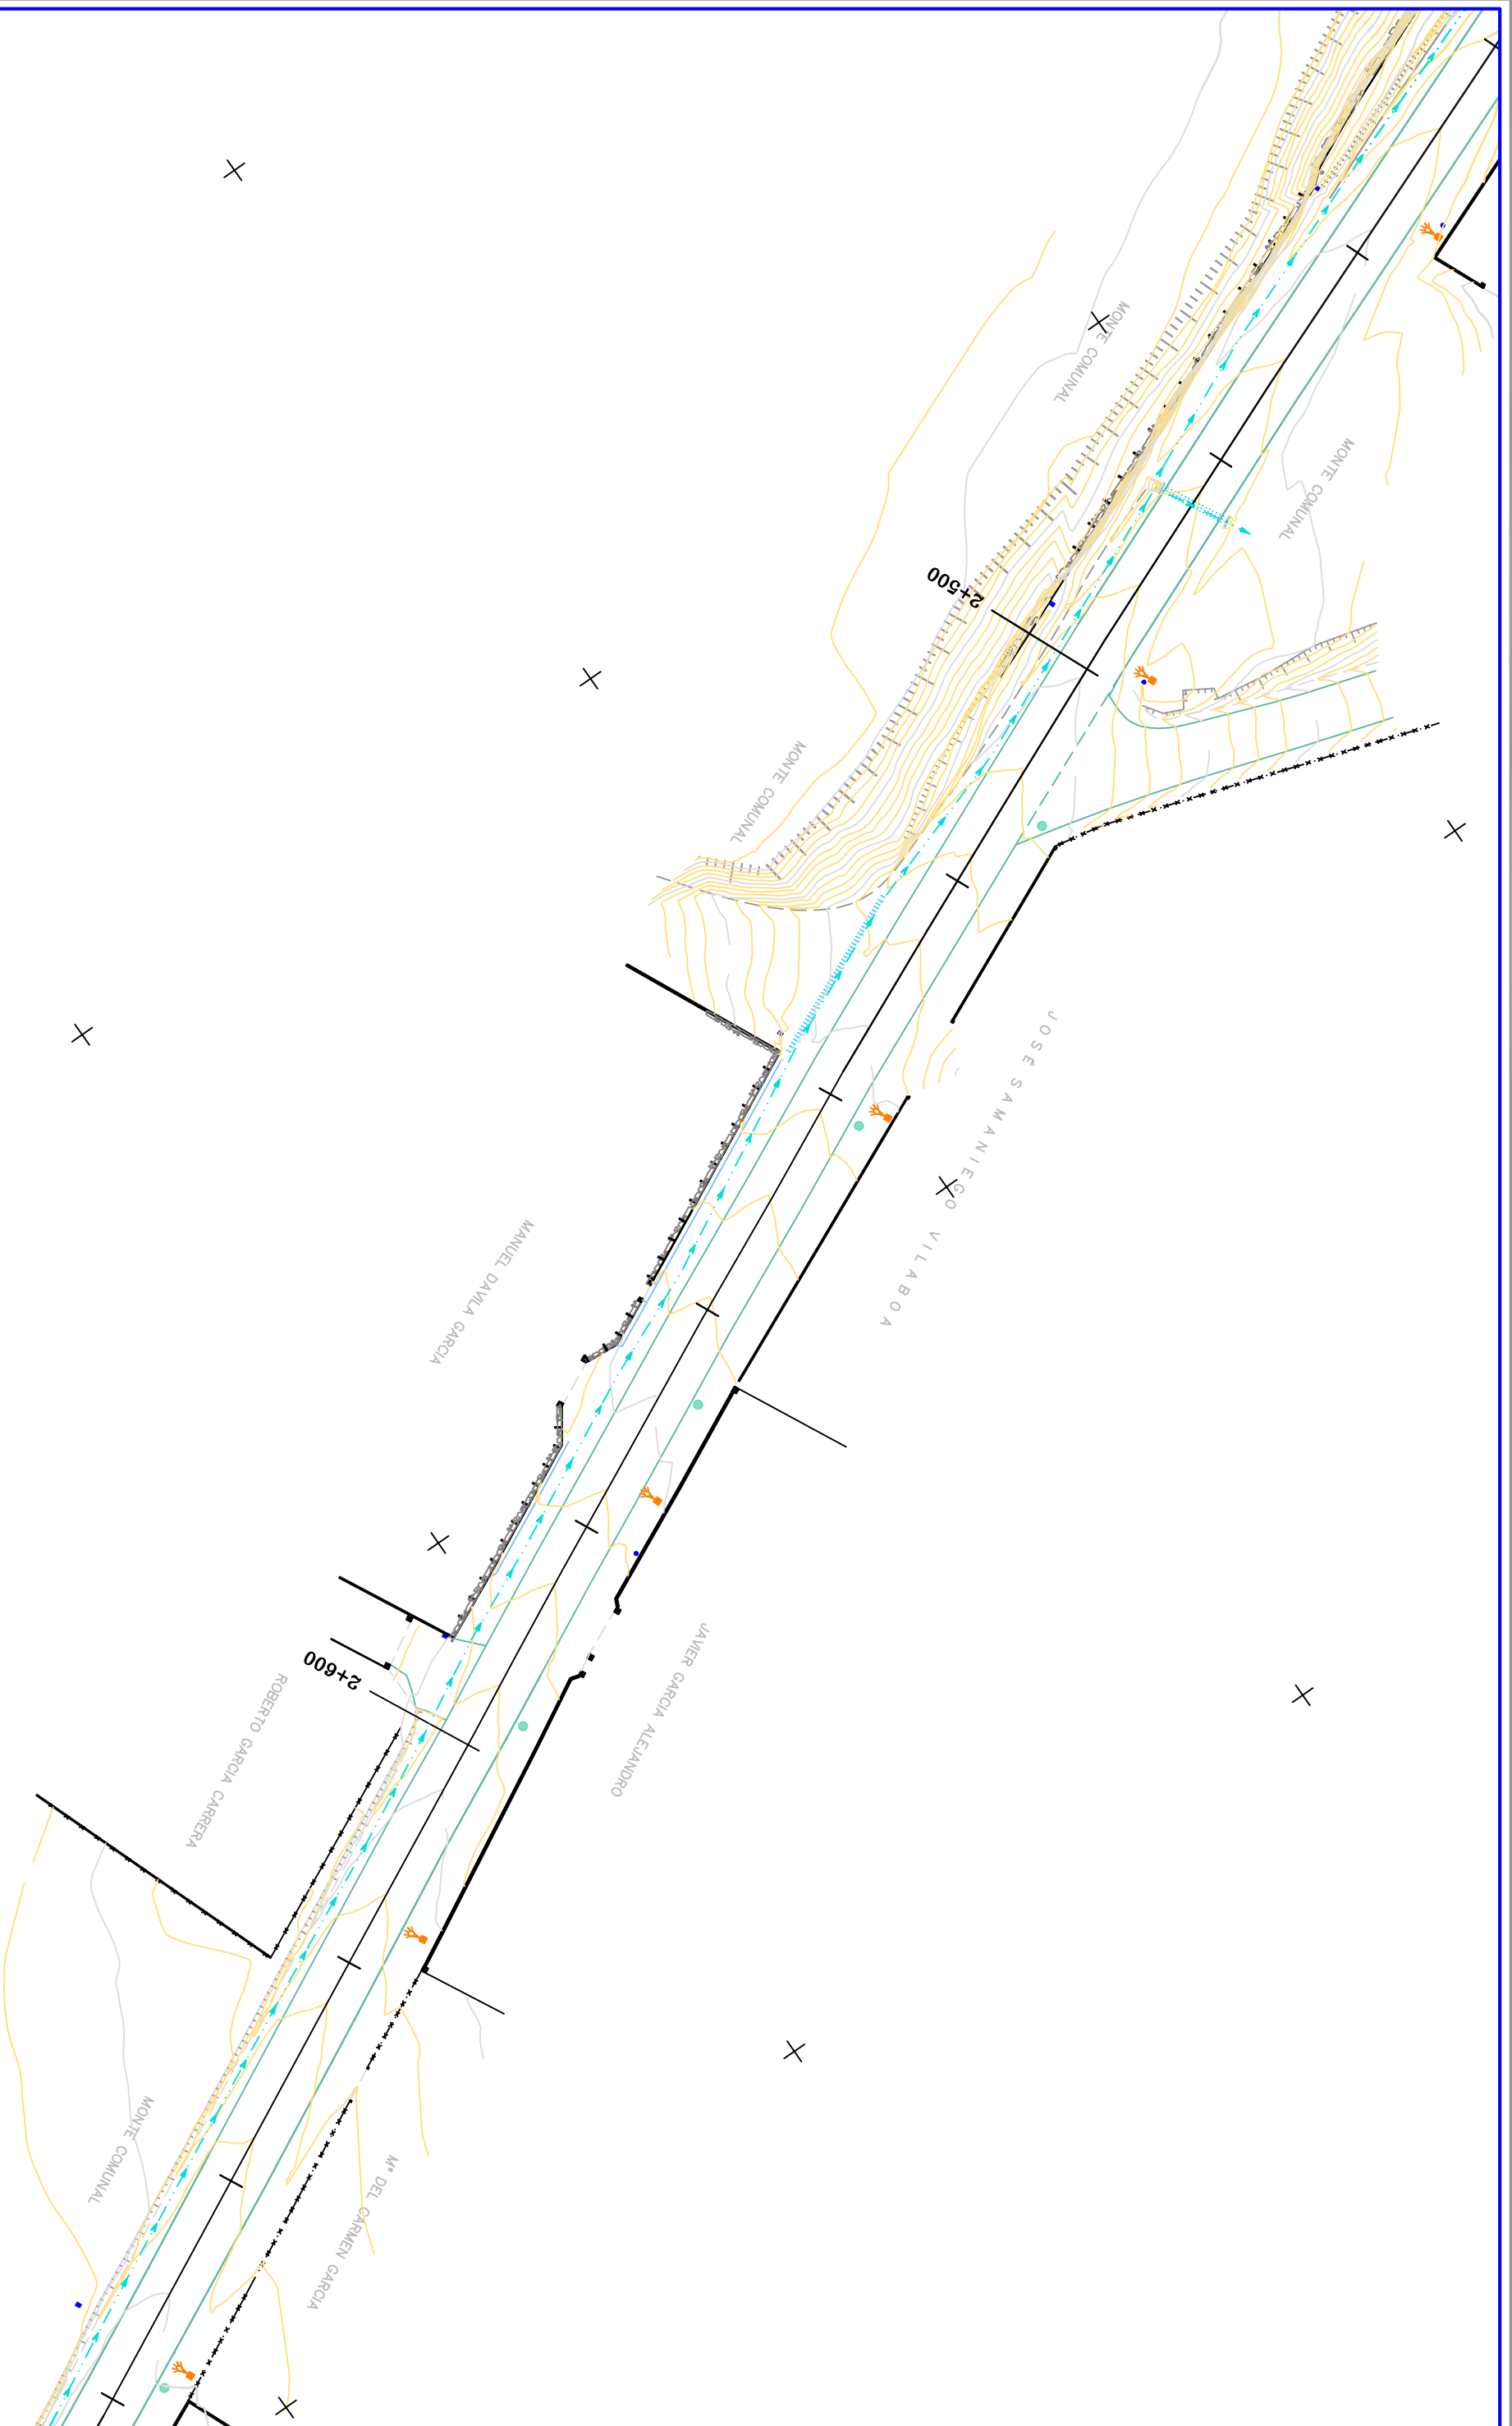 MONTE COMUNAL
MONTE COMUNAL
2+500
MONTE COMUNAL
JOSÉ SAMANIEGO VILABOA
MANUEL DAVILA GARCIA
JAVIER GARCIA ALEJANDRO
2+600
ROBERTO GARCIA CARRERA
MONTE COMUNAL
Mª DEL CARMEN GARCIA